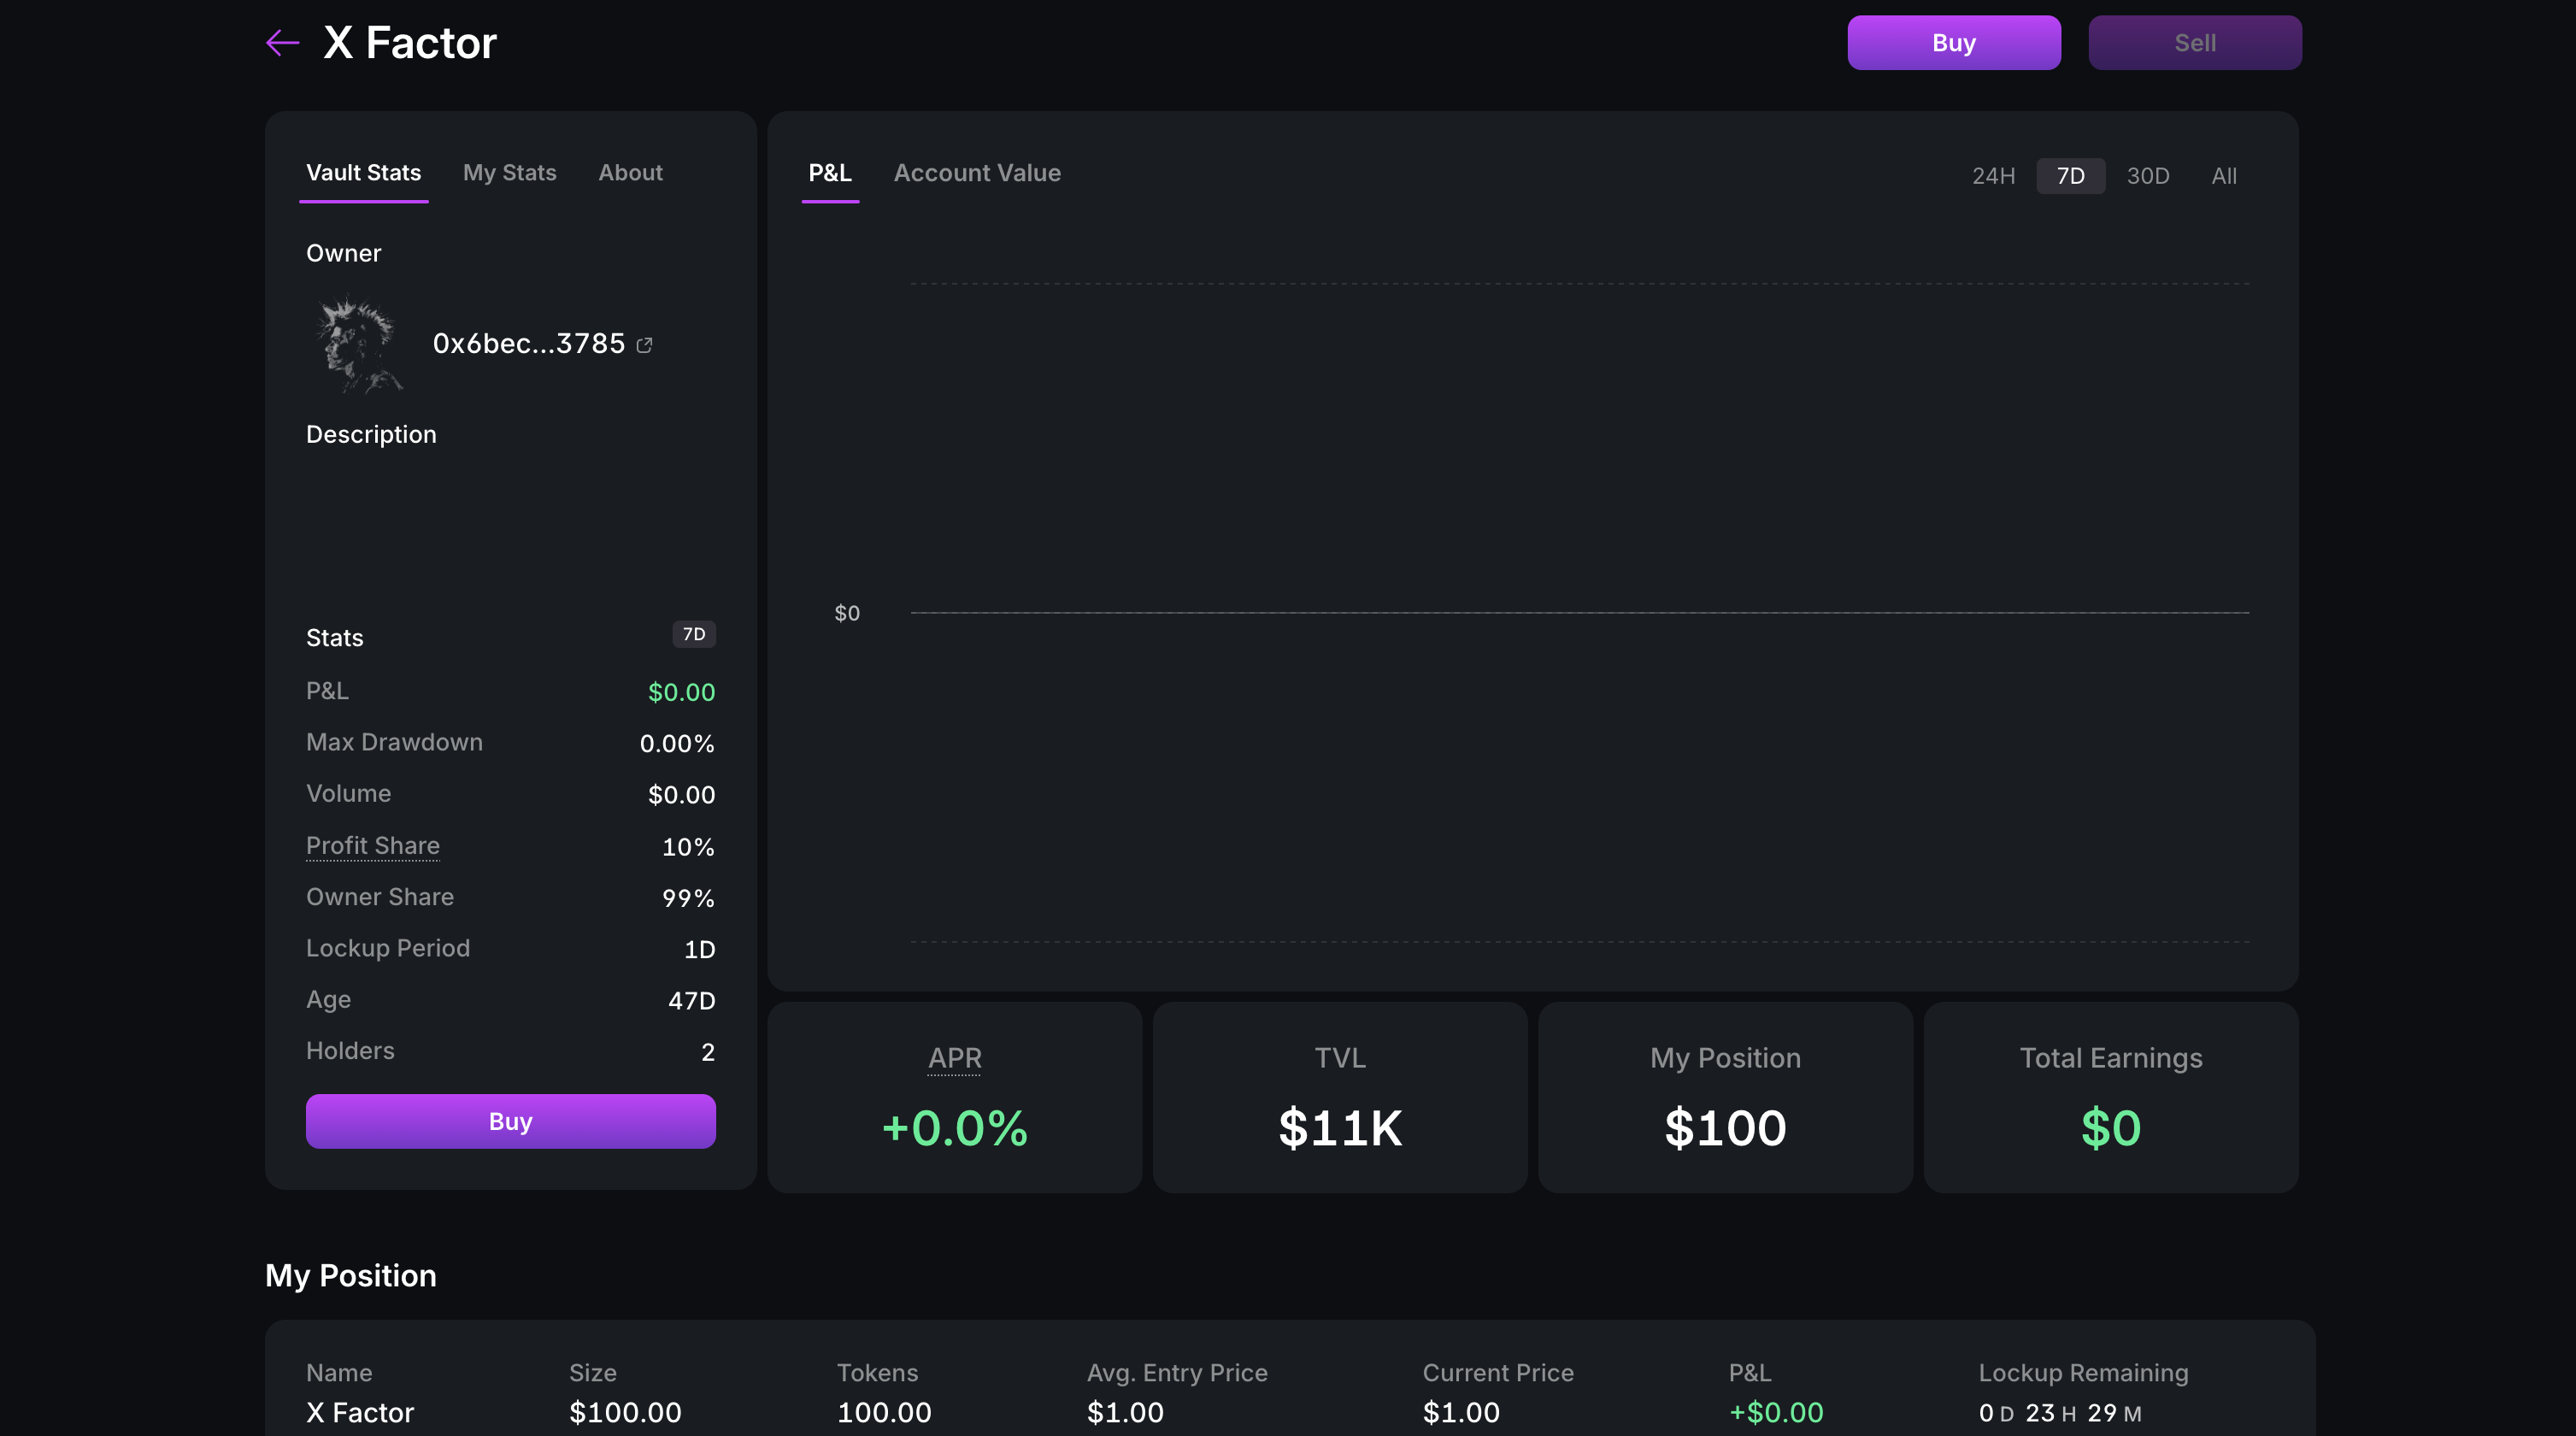 X Factor
Buy
Sell
Vault Stats
My Stats
About
Owner
0x6bec...3785
Description
Stats
7D
P&L
$0.00
Max Drawdown
0.00%
Volume
$0.00
Profit Share
10%
Owner Share
99%
Lockup Period
1D
Age
47D
Holders
2
Buy
P&L
Account Value
24H
7D
30D
All
$0
APR
+0.0%
TVL
$11K
My Position
$100
Total Earnings
$0
My Position
Name
Size
Tokens
Avg. Entry Price
Current Price
P&L
Lockup Remaining
X Factor
$100.00
100.00
$1.00
$1.00
+$0.00
0 D 23 H 29 M